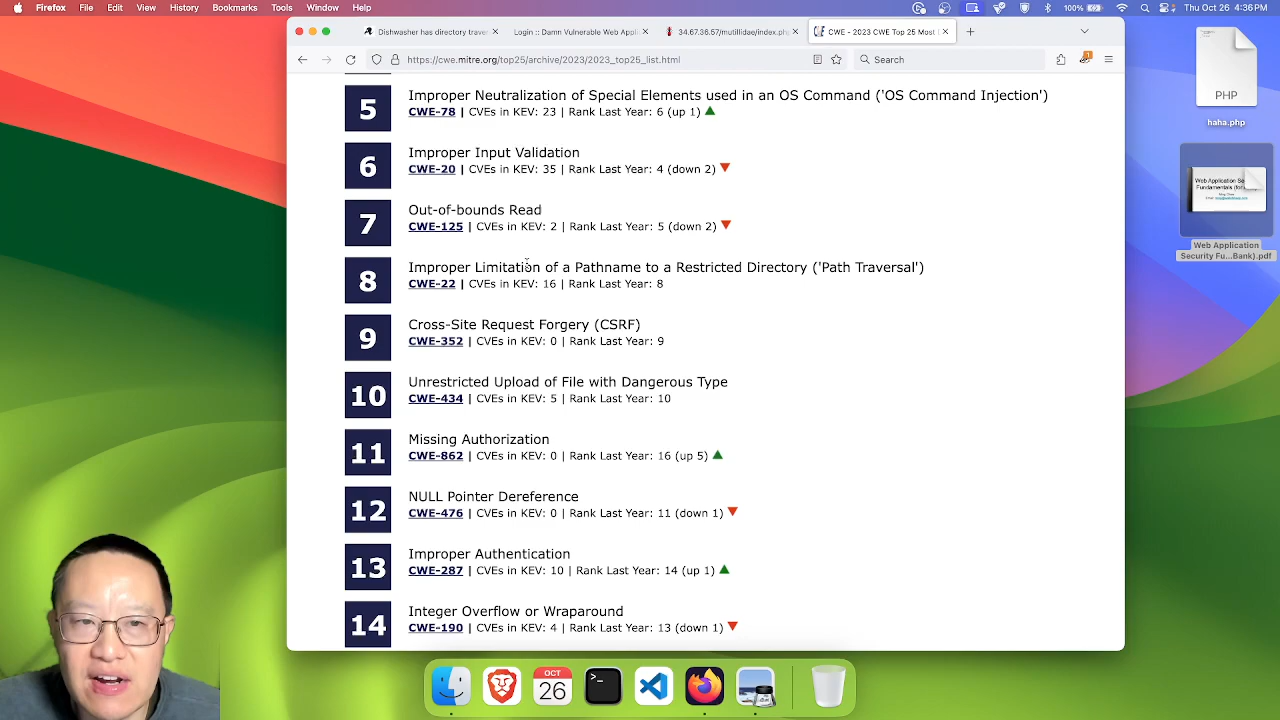 Firefox File Edit View History Bookmarks Tools Window Help
100% Thu Oct 26 4:36 PM
Dishwasher has directory traver
Login :: Damn Vulnerable Web Appl
34.67.36.57/mutillidae/index.php
CWE - 2023 CWE Top 25 Most
https://cwe.mitre.org/top25/archive/2023/2023_top25_list.html
Search
5
Improper Neutralization of Special Elements used in an OS Command ('OS Command Injection')
CWE-78 | CVEs in KEV: 23 | Rank Last Year: 6 (up 1)
6
Improper Input Validation
CWE-20 | CVEs in KEV: 35 | Rank Last Year: 4 (down 2)
7
Out-of-bounds Read
CWE-125 | CVEs in KEV: 2 | Rank Last Year: 5 (down 2)
8
Improper Limitation of a Pathname to a Restricted Directory ('Path Traversal')
CWE-22 | CVEs in KEV: 16 | Rank Last Year: 8
9
Cross-Site Request Forgery (CSRF)
CWE-352 | CVEs in KEV: 0 | Rank Last Year: 9
10
Unrestricted Upload of File with Dangerous Type
CWE-434 | CVEs in KEV: 5 | Rank Last Year: 10
11
Missing Authorization
CWE-862 | CVEs in KEV: 0 | Rank Last Year: 16 (up 5)
12
NULL Pointer Dereference
CWE-476 | CVEs in KEV: 0 | Rank Last Year: 11 (down 1)
13
Improper Authentication
CWE-287 | CVEs in KEV: 10 | Rank Last Year: 14 (up 1)
14
Integer Overflow or Wraparound
CWE-190 | CVEs in KEV: 4 | Rank Last Year: 13 (down 1)
PHP
haha.php
Web Application Se
Fundamentals (for
Web Application
Security Fu...Bank).pdf
OCT
26